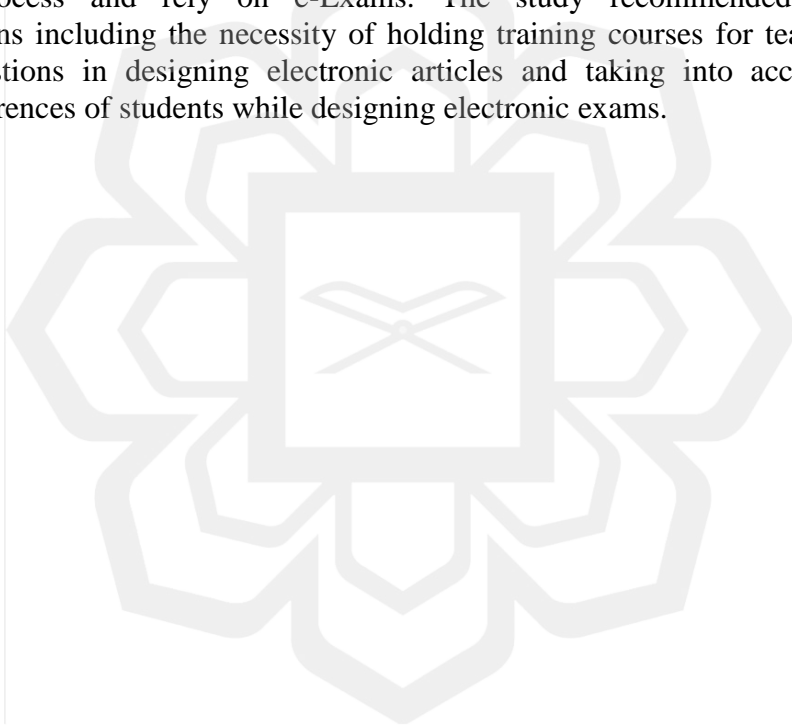 ocess and rely on e-Exams. The study recommended
ns including the necessity of holding training courses for tea
stions in designing electronic articles and taking into acc
rences of students while designing electronic exams.